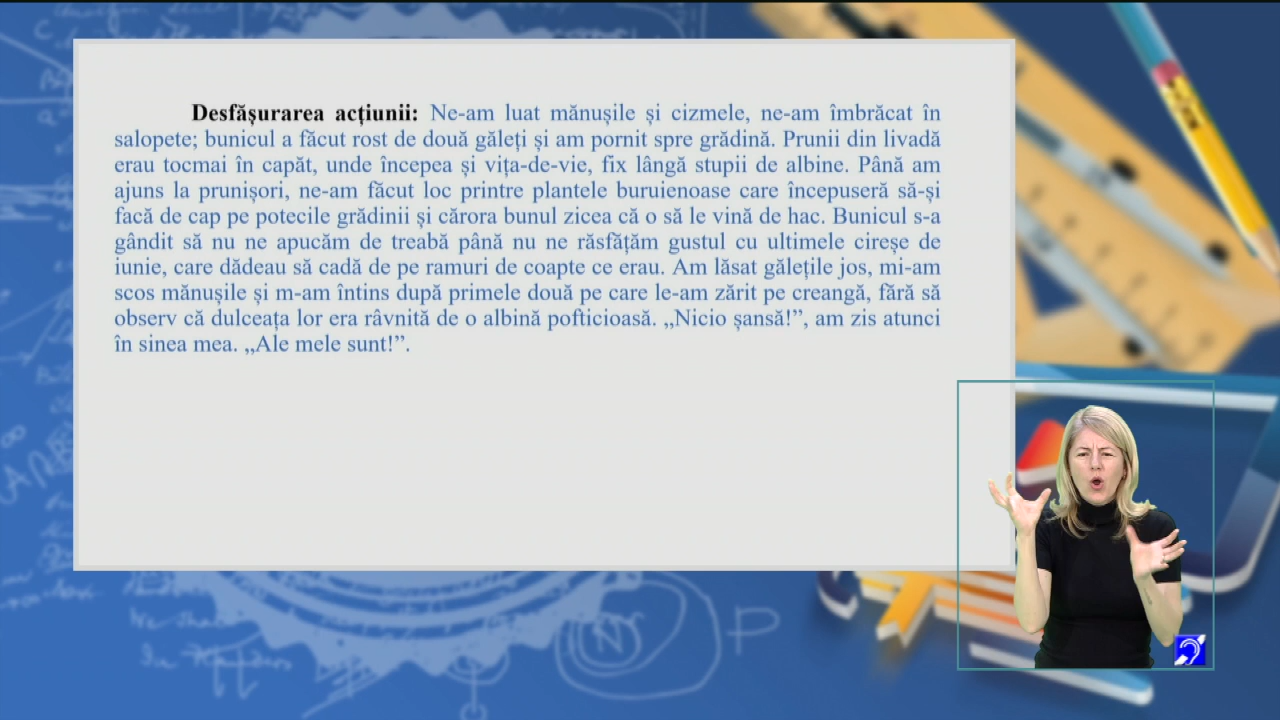 Desfășurarea acțiunii: Ne-am luat mănușile și cizmele, ne-am îmbrăcat în
salopete; bunicul a făcut rost de două găleți și am pornit spre grădină. Prunii din livadă
erau tocmai în capăt, unde începea și vița-de-vie, fix lângă stupii de albine. Până am
ajuns la prunișori, ne-am făcut loc printre plantele buruienoase care începuseră să-și
facă de cap pe potecile grădinii și cărora bunul zicea că o să le vină de hac. Bunicul s-a
gândit să nu ne apucăm de treabă până nu ne răsfățăm gustul cu ultimele cireșe de
iunie, care dădeau să cadă de pe ramuri de coapte ce erau. Am lăsat gălețile jos, mi-am
scos mănușile și m-am întins după primele două pe care le-am zărit pe creangă, fără să
observ că dulceața lor era râvnită de o albină pofticioasă. „Nicio șansă!”, am zis atunci
în sinea mea. „Ale mele sunt!”.
N
P